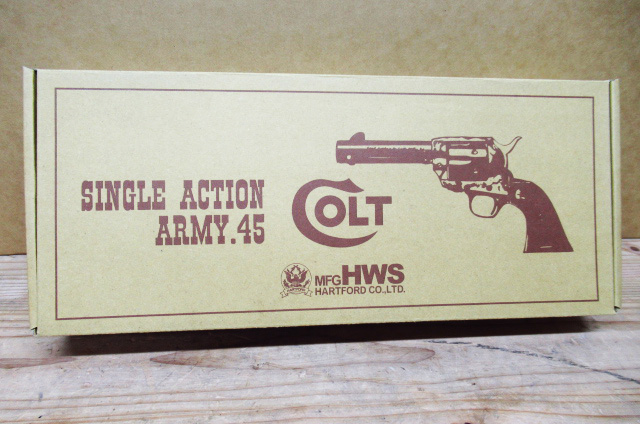 SINGLE ACTION
ARMY.45
COLT
MFG HWS
HARTFORD CO.,LTD.